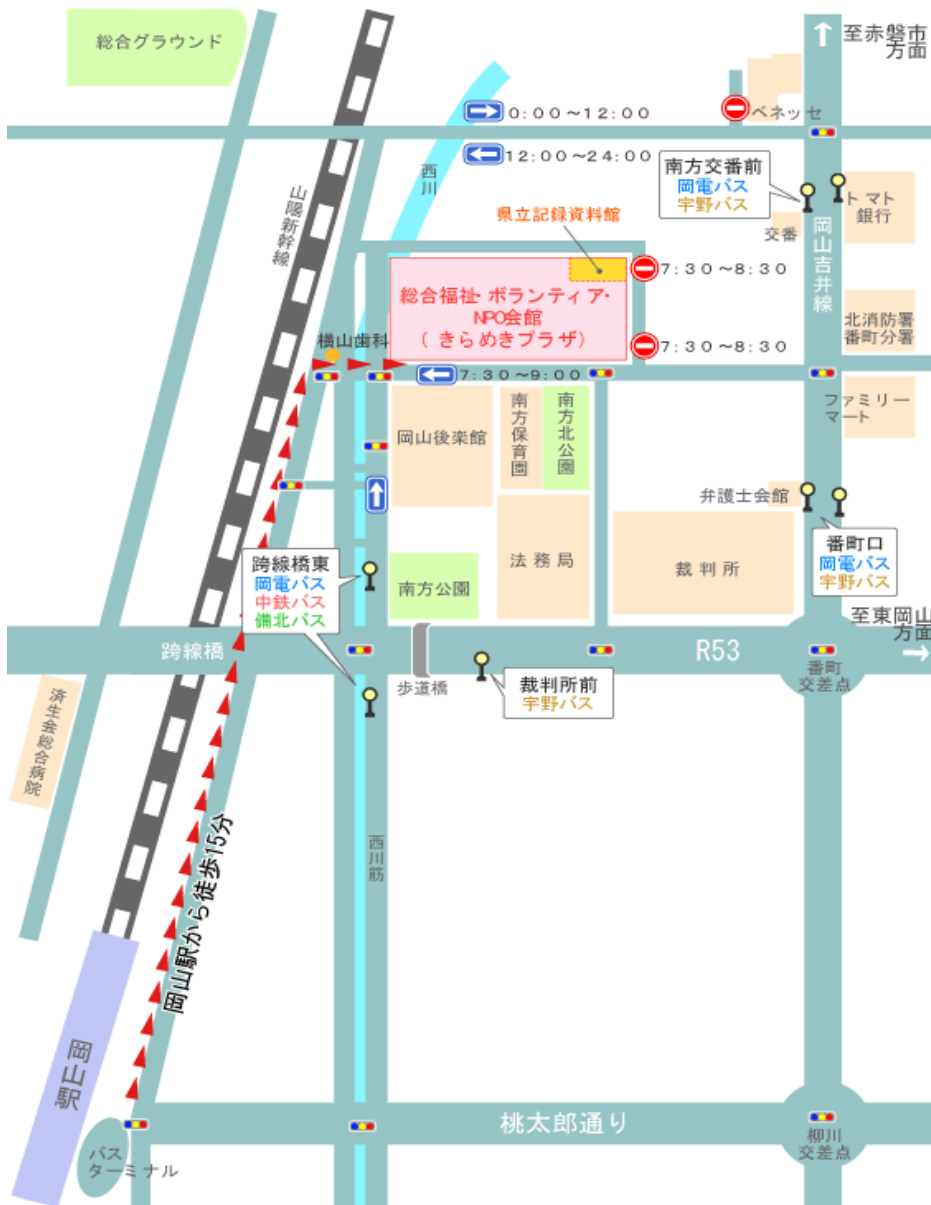 総合グラウンド
至赤磐市
方面
0:00～12:00
ベネッセ
12:00～24:00
西川
山陽新幹線
南方交番前
岡電バス
宇野バス
トマト
銀行
交番
県立記録資料館
岡山吉井線
7:30～8:30
総合福祉・ボランティア・
NPO会館
(きらめきプラザ)
北消防署
番町分署
横山歯科
7:30～8:30
7:30～9:00
ファミリー
マート
岡山後楽館
南方保育園
南方北公園
弁護士会館
番町口
岡電バス
宇野バス
跨線橋東
岡電バス
中鉄バス
備北バス
南方公園
法務局
裁判所
至東岡山
方面
跨線橋
R53
番町
交差点
歩道橋
裁判所前
宇野バス
済生会総合病院
西川筋
岡山駅から徒歩15分
岡山駅
桃太郎通り
柳川
交差点
バス
ターミナル